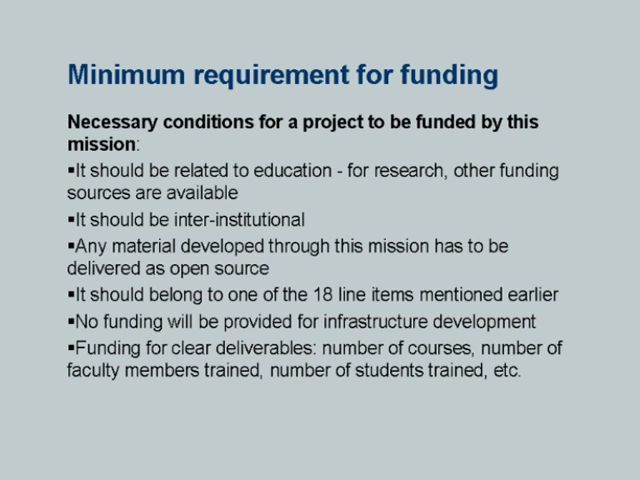 Minimum requirement for funding
Necessary conditions for a project to be funded by this
mission:
▪It should be related to education - for research, other funding
sources are available
▪It should be inter-institutional
▪Any material developed through this mission has to be
delivered as open source
▪It should belong to one of the 18 line items mentioned earlier
▪No funding will be provided for infrastructure development
▪Funding for clear deliverables: number of courses, number of
faculty members trained, number of students trained, etc.